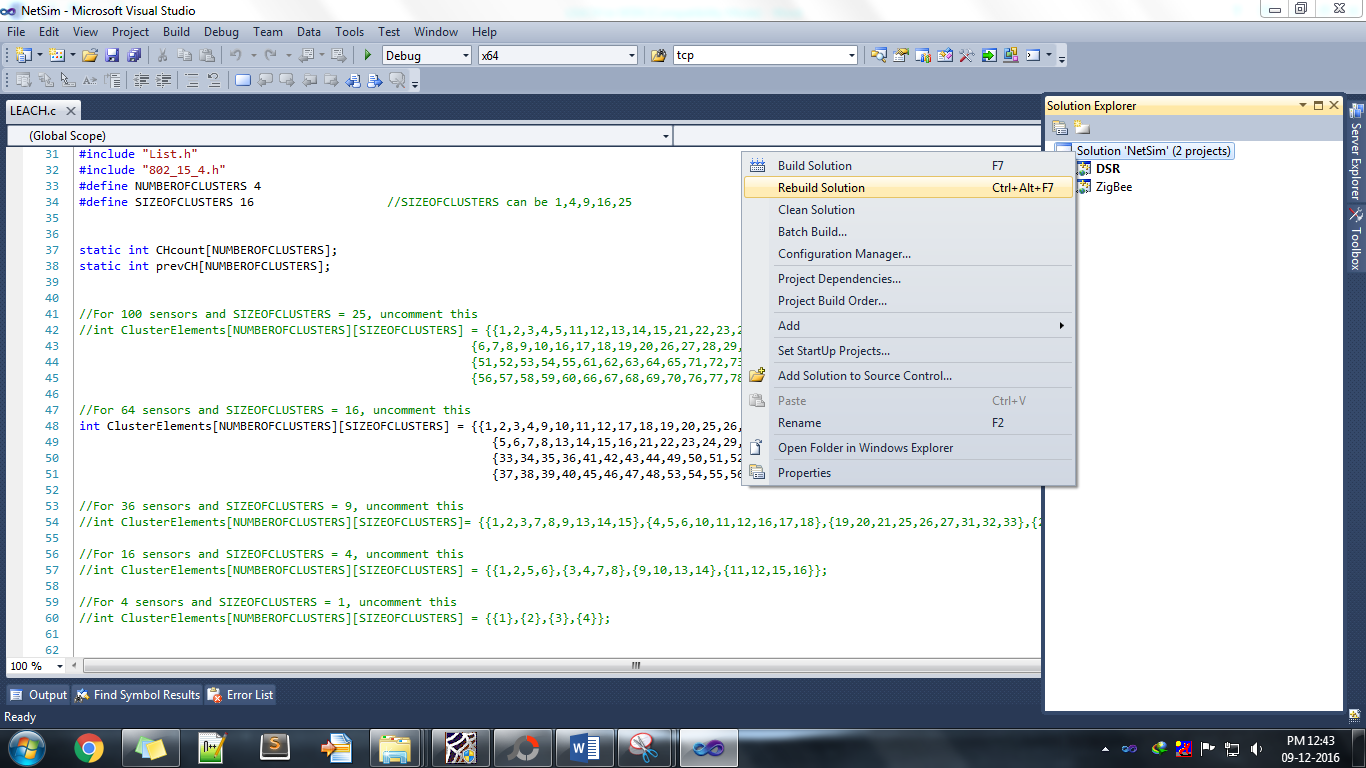 NetSim - Microsoft Visual Studio
File Edit View Project Build Debug Team Data Tools Test Window Help
Debug x64 tcp
LEACH.c
(Global Scope)
31 #include "List.h"
32 #include "802_15_4.h"
33 #define NUMBEROFCLUSTERS 4
34 #define SIZEOFCLUSTERS 16 //SIZEOFCLUSTERS can be 1,4,9,16,25
35
36
37 static int CHcount[NUMBEROFCLUSTERS];
38 static int prevCH[NUMBEROFCLUSTERS];
39
40
41 //For 100 sensors and SIZEOFCLUSTERS = 25, uncomment this
42 //int ClusterElements[NUMBEROFCLUSTERS][SIZEOFCLUSTERS] = {{1,2,3,4,5,11,12,13,14,15,21,22,23,2
43 {6,7,8,9,10,16,17,18,19,20,26,27,28,29,
44 {51,52,53,54,55,61,62,63,64,65,71,72,73
45 {56,57,58,59,60,66,67,68,69,70,76,77,78
46
47 //For 64 sensors and SIZEOFCLUSTERS = 16, uncomment this
48 int ClusterElements[NUMBEROFCLUSTERS][SIZEOFCLUSTERS] = {{1,2,3,4,9,10,11,12,17,18,19,20,25,26,
49 {5,6,7,8,13,14,15,16,21,22,23,24,29,
50 {33,34,35,36,41,42,43,44,49,50,51,52
51 {37,38,39,40,45,46,47,48,53,54,55,56
52
53 //For 36 sensors and SIZEOFCLUSTERS = 9, uncomment this
54 //int ClusterElements[NUMBEROFCLUSTERS][SIZEOFCLUSTERS]= {{1,2,3,7,8,9,13,14,15},{4,5,6,10,11,12,16,17,18},{19,20,21,25,26,27,31,32,33},{2
55
56 //For 16 sensors and SIZEOFCLUSTERS = 4, uncomment this
57 //int ClusterElements[NUMBEROFCLUSTERS][SIZEOFCLUSTERS] = {{1,2,5,6},{3,4,7,8},{9,10,13,14},{11,12,15,16}};
58
59 //For 4 sensors and SIZEOFCLUSTERS = 1, uncomment this
60 //int ClusterElements[NUMBEROFCLUSTERS][SIZEOFCLUSTERS] = {{1},{2},{3},{4}};
61
62
100 %
Build Solution F7
Rebuild Solution Ctrl+Alt+F7
Clean Solution
Batch Build...
Configuration Manager...
Project Dependencies...
Project Build Order...
Add
Set StartUp Projects...
Add Solution to Source Control...
Paste Ctrl+V
Rename F2
Open Folder in Windows Explorer
Properties
Solution Explorer
Solution 'NetSim' (2 projects)
DSR
ZigBee
Server Explorer
Toolbox
Output Find Symbol Results Error List
Ready
PM 12:43
09-12-2016